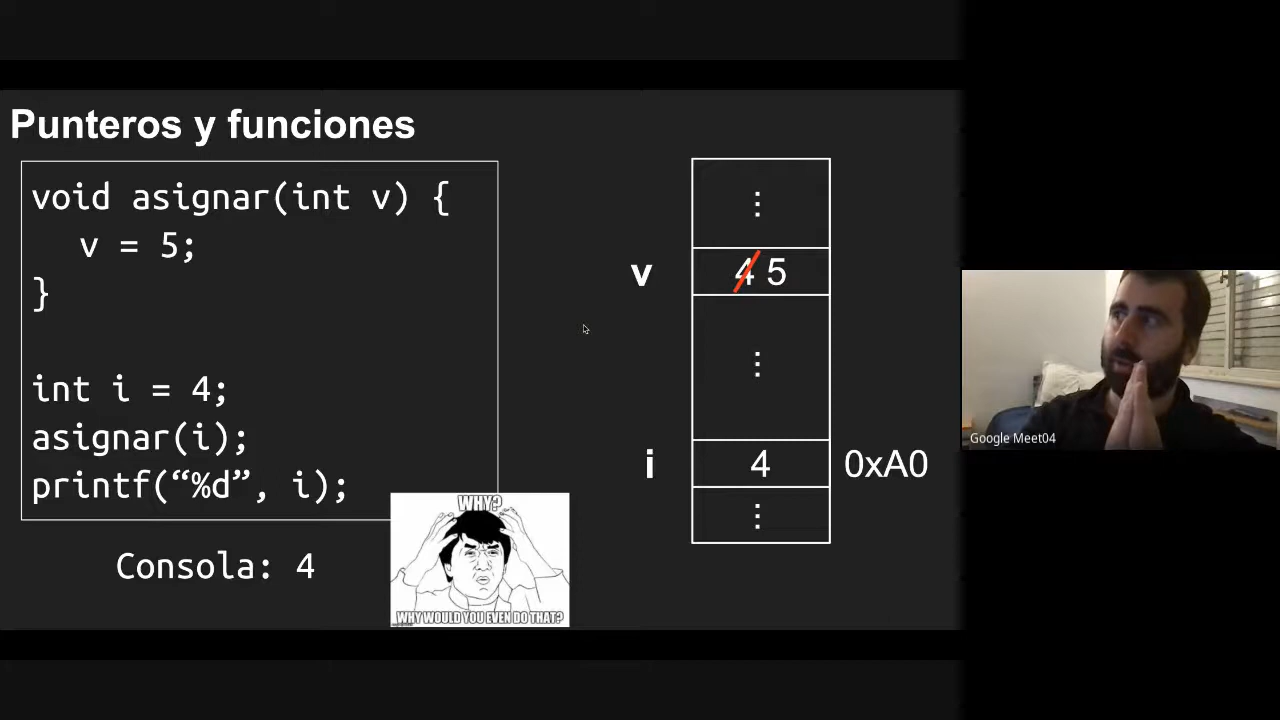 Punteros y funciones
void asignar(int v) {
v = 5;
}
int i = 4;
asignar(i);
printf(“%d”, i);
Consola: 4
WHY?
WHY WOULD YOU EVEN DO THAT?
⋮
v 4 5
⋮
i 4 0xA0
⋮
Google Meet04